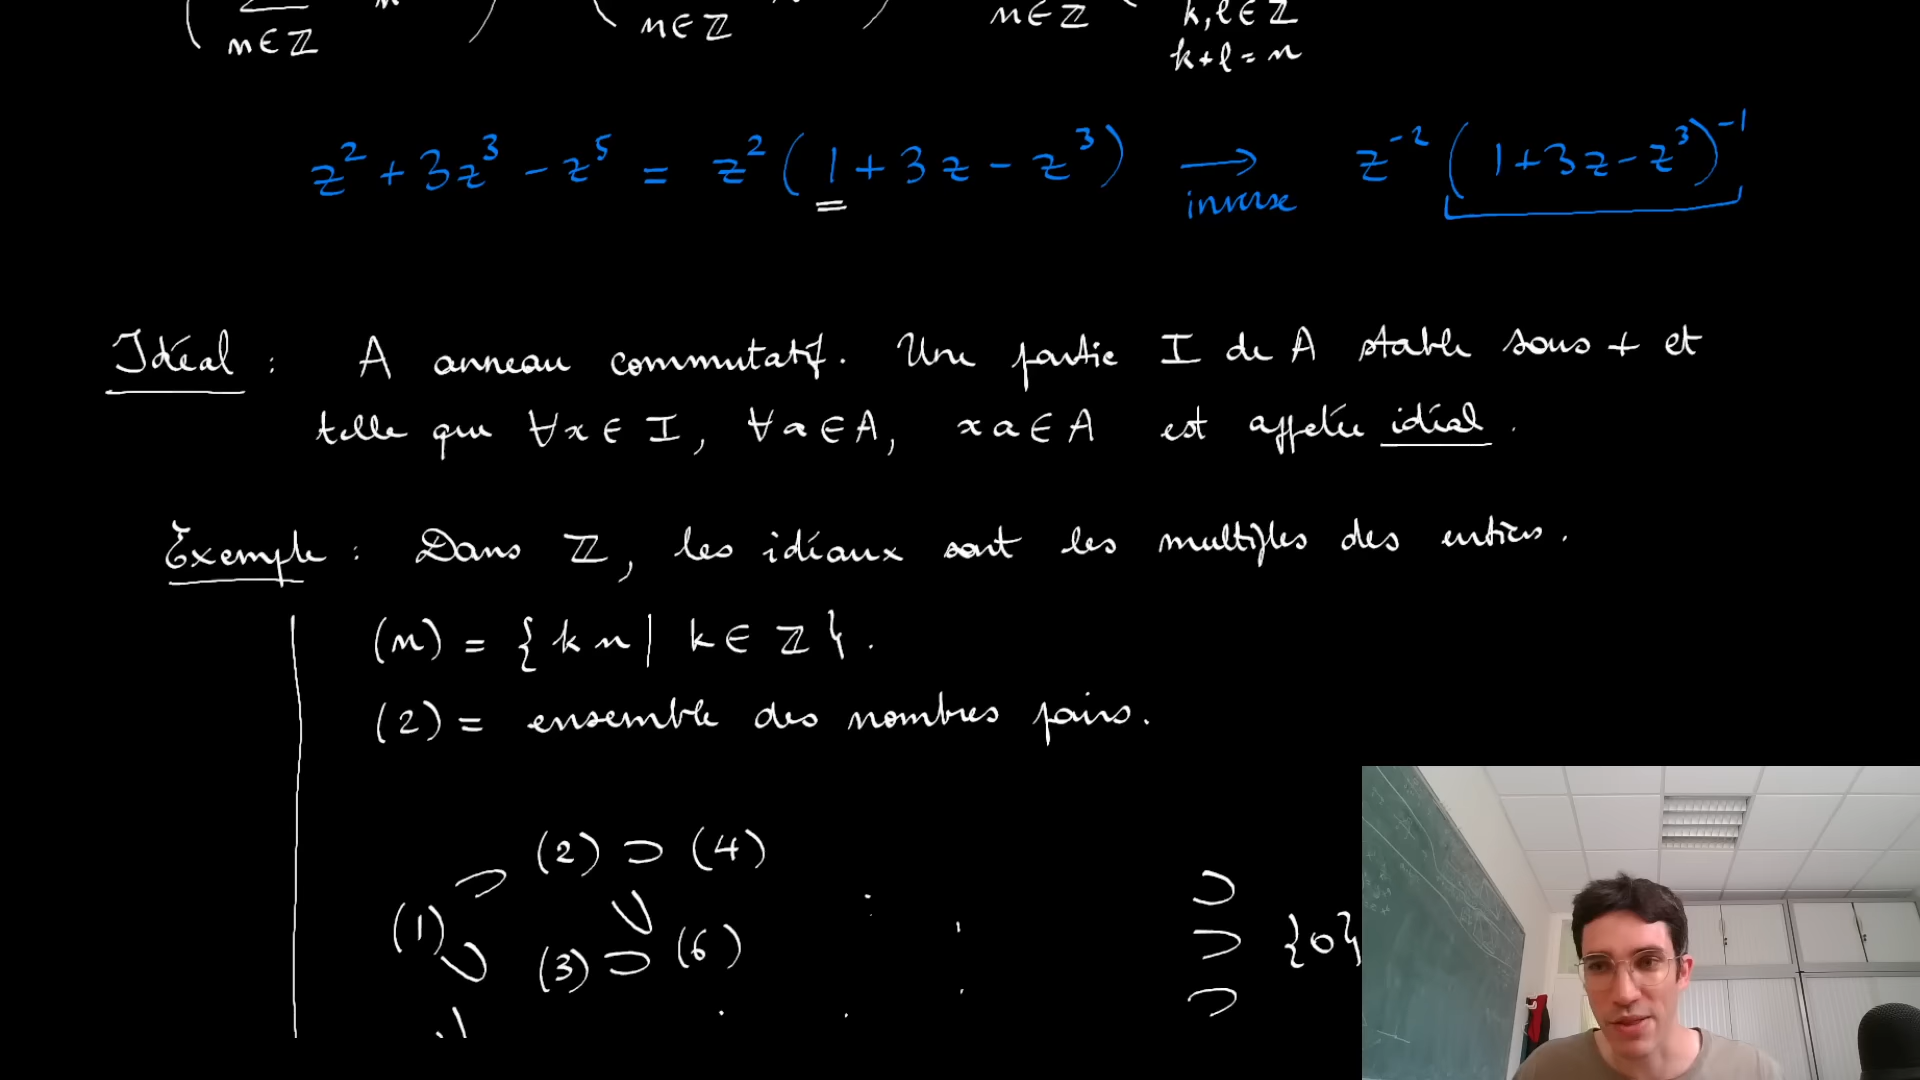 n∈ℤ n∈ℤ n∈ℤ k,ℓ∈ℤ
k+ℓ=n
z² + 3z³ − z⁵ = z² (1 + 3z − z³) ⟶ z⁻² (1+3z−z³)⁻¹
inverse
Idéal : A anneau commutatif. Une partie I de A stable sous + et
telle que ∀x∈I, ∀a∈A, xa∈A est appelée idéal.
Exemple : Dans ℤ, les idéaux sont les multiples des entiers.
(n) = {kn | k∈ℤ}.
(2) = ensemble des nombres pairs.
(2) ⊃ (4)
(1) ⊃ (3) ⊃ (6) ⊃ {0}